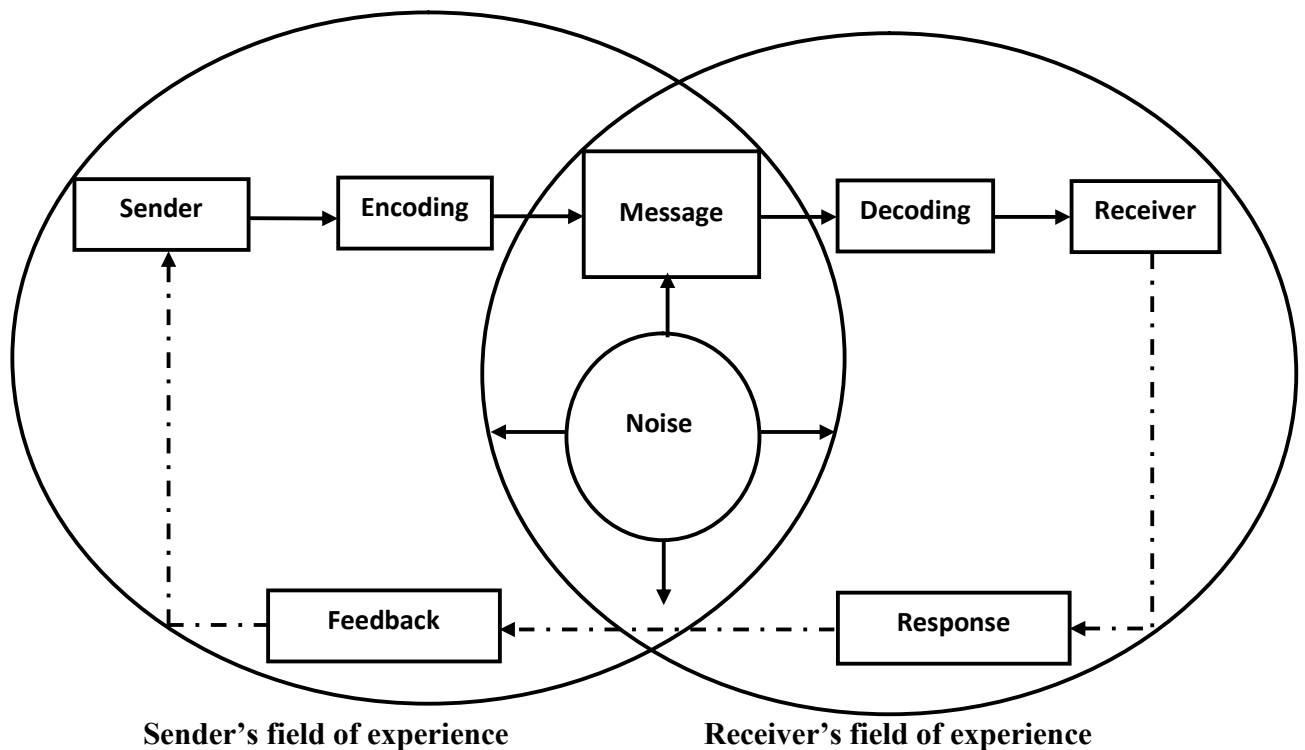 Sender
Encoding
Message
Decoding
Receiver
Noise
Feedback
Response
Sender’s field of experience
Receiver’s field of experience